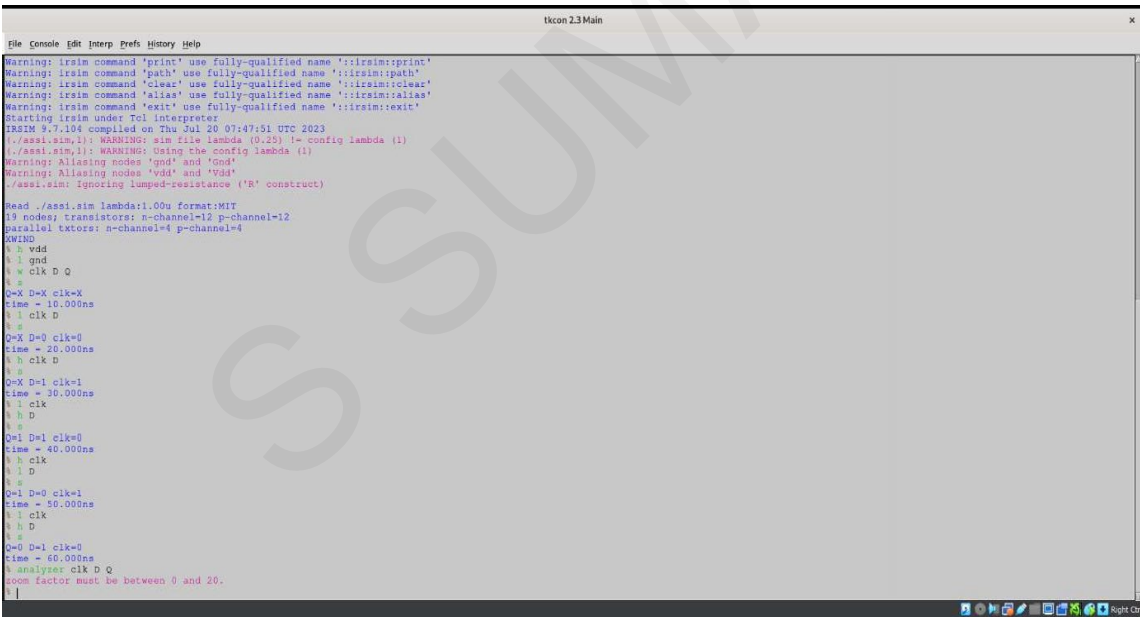 tkcon 2.3 Main
×
File Console Edit Interp Prefs History Help
Warning: irsim command 'print' use fully-qualified name '::irsim::print'
Warning: irsim command 'path' use fully-qualified name '::irsim::path'
Warning: irsim command 'clear' use fully-qualified name '::irsim::clear'
Warning: irsim command 'alias' use fully-qualified name '::irsim::alias'
Warning: irsim command 'exit' use fully-qualified name '::irsim::exit'
Starting irsim under Tcl interpreter
IRSIM 9.7.104 compiled on Thu Jul 20 07:47:51 UTC 2023
(./assi.sim,1): WARNING: sim file lambda (0.25) != config lambda (1)
(./assi.sim,1): WARNING: Using the config lambda (1)
Warning: Aliasing nodes 'gnd' and 'Gnd'
Warning: Aliasing nodes 'vdd' and 'Vdd'
./assi.sim: Ignoring lumped-resistance ('R' construct)
Read ./assi.sim lambda:1.00u format:MIT
19 nodes; transistors: n-channel=12 p-channel=12
parallel txtors: n-channel=4 p-channel=4
XWIND
% h vdd
% l gnd
% w clk D Q
% s
Q=X D=X clk=X
time = 10.000ns
% l clk D
% s
Q=X D=0 clk=0
time = 20.000ns
% h clk D
% s
Q=X D=1 clk=1
time = 30.000ns
% l clk
% h D
% s
Q=1 D=1 clk=0
time = 40.000ns
% h clk
% l D
% s
Q=1 D=0 clk=1
time = 50.000ns
% l clk
% h D
% s
Q=0 D=1 clk=0
time = 60.000ns
% analyzer clk D Q
zoom factor must be between 0 and 20.
%
Right Ctrl
S SUM